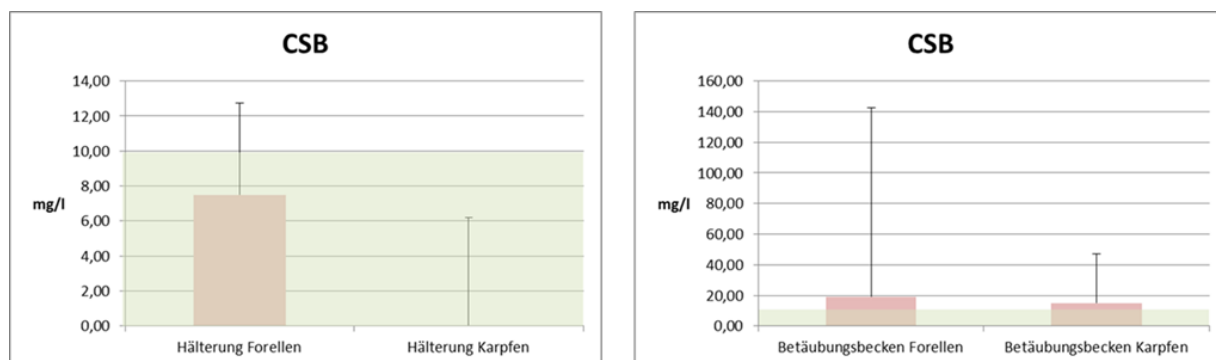 CSB
14,00
12,00
10,00
8,00
mg/l
6,00
4,00
2,00
0,00
Hälterung Forellen Hälterung Karpfen
CSB
160,00
140,00
120,00
100,00
mg/l
80,00
60,00
40,00
20,00
0,00
Betäubungsbecken Forellen Betäubungsbecken Karpfen